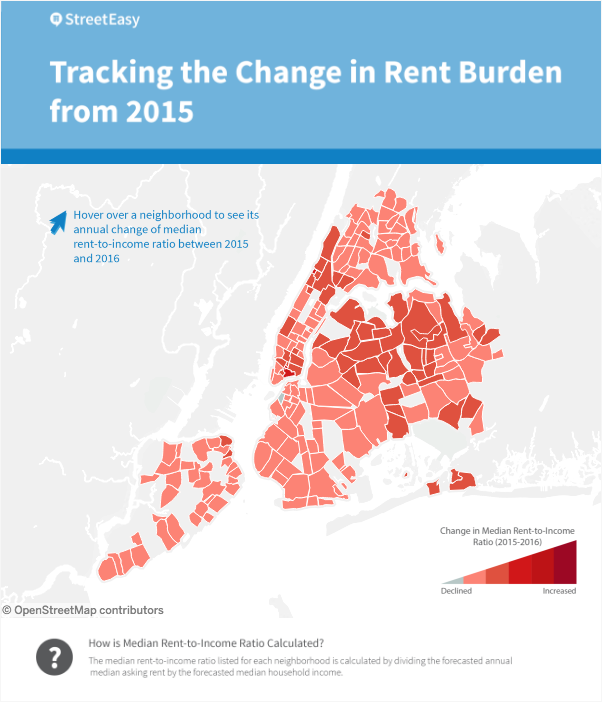 StreetEasy
Tracking the Change in Rent Burden
from 2015
Hover over a neighborhood to see its
annual change of median
rent-to-income ratio between 2015
and 2016
Change in Median Rent-to-Income
Ratio (2015-2016)
Declined Increased
© OpenStreetMap contributors
?
How is Median Rent-to-Income Ratio Calculated?
The median rent-to-income ratio listed for each neighborhood is calculated by dividing the forecasted annual
median asking rent by the forecasted median household income.